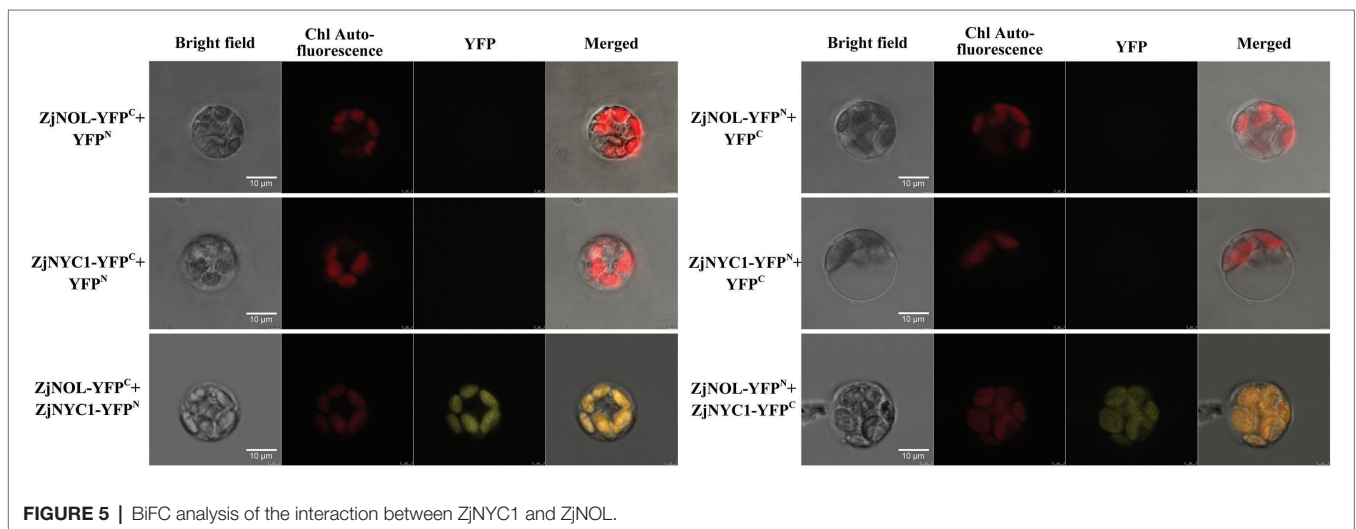 Bright field Chl Auto-fluorescence YFP Merged
ZjNOL-YFPC+
YFPN
10 µm
ZjNYC1-YFPC+
YFPN
10 µm
ZjNOL-YFPC+
ZjNYC1-YFPN
10 µm
Bright field Chl Auto-fluorescence YFP Merged
ZjNOL-YFPN+
YFPC
10 µm
ZjNYC1-YFPN+
YFPC
10 µm
ZjNOL-YFPN+
ZjNYC1-YFPC
10 µm
FIGURE 5 | BiFC analysis of the interaction between ZjNYC1 and ZjNOL.